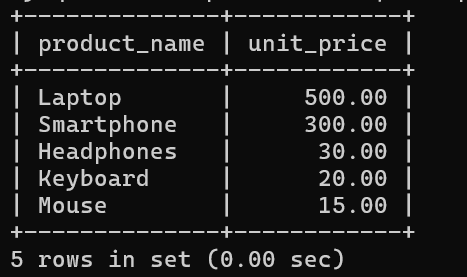 +--------------+------------+
| product_name | unit_price |
+--------------+------------+
| Laptop       |     500.00 |
| Smartphone   |     300.00 |
| Headphones   |      30.00 |
| Keyboard     |      20.00 |
| Mouse        |      15.00 |
+--------------+------------+
5 rows in set (0.00 sec)